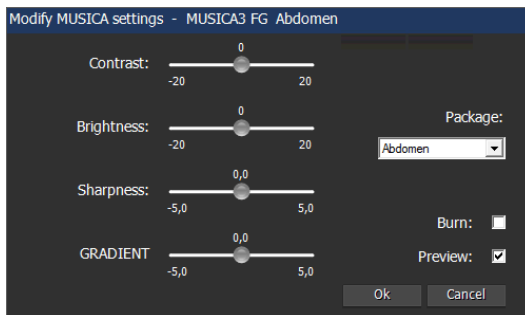 Modify MUSICA settings - MUSICA3 FG Abdomen
0
Contrast:
-20 20
0
Brightness:
-20 20
Package:
Abdomen
0,0
Sharpness:
-5,0 5,0
Burn:
0,0
GRADIENT
Preview:
-5,0 5,0
Ok Cancel